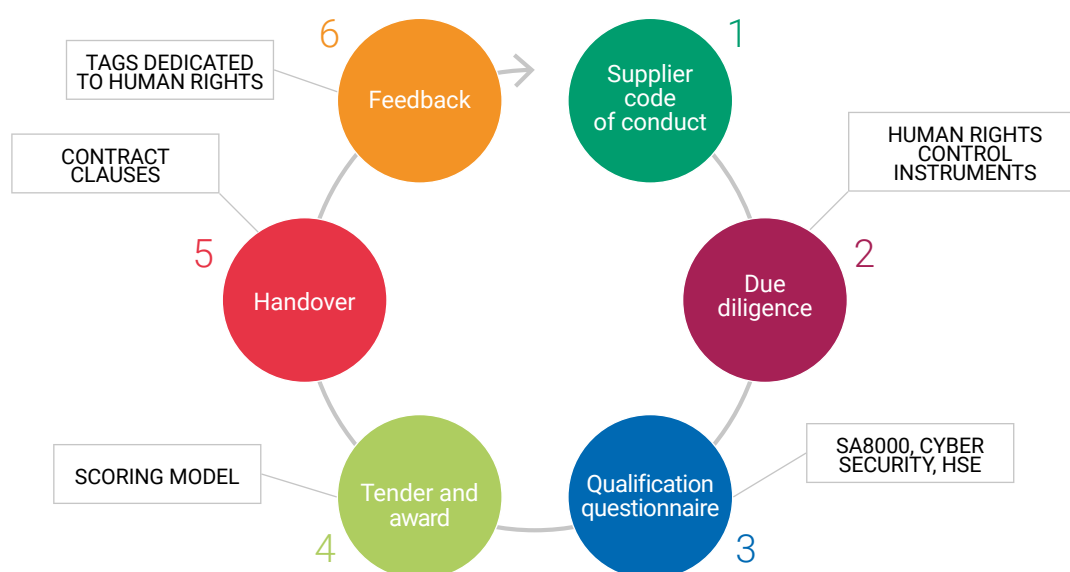 1
Supplier
code
of conduct
2
Due
diligence
HUMAN RIGHTS
CONTROL
INSTRUMENTS
3
Qualification
questionnaire
SA8000, CYBER
SECURITY, HSE
4
Tender and
award
SCORING MODEL
5
Handover
CONTRACT
CLAUSES
6
Feedback
TAGS DEDICATED
TO HUMAN RIGHTS